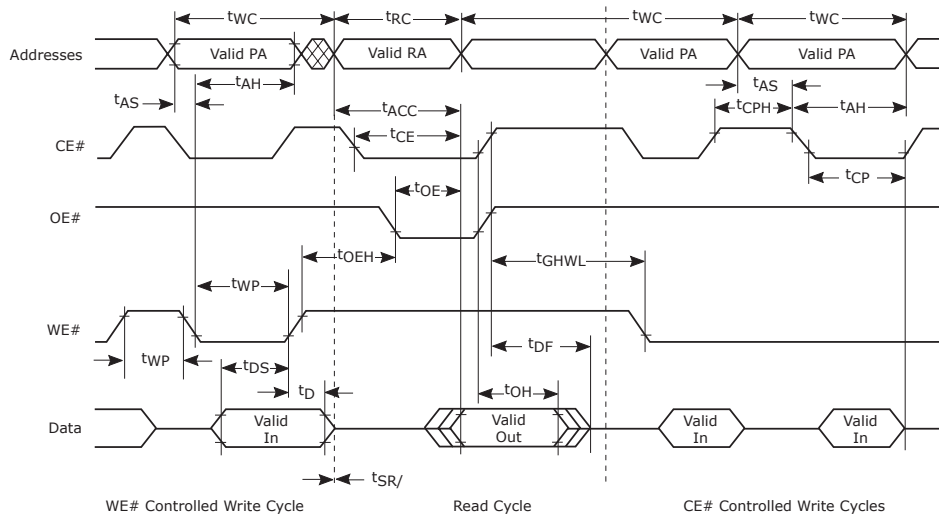 tWC tRC tWC tWC
Addresses Valid PA Valid RA Valid PA Valid PA
tAH tAS
tAS tACC tCPH tAH
CE# tCE
tCP
tOE
OE#
tOEH tGHWL
tWP
WE#
tWP tDS tDF
tD tOH
Data Valid In Valid Out Valid In Valid In
tSR/
WE# Controlled Write Cycle Read Cycle CE# Controlled Write Cycles